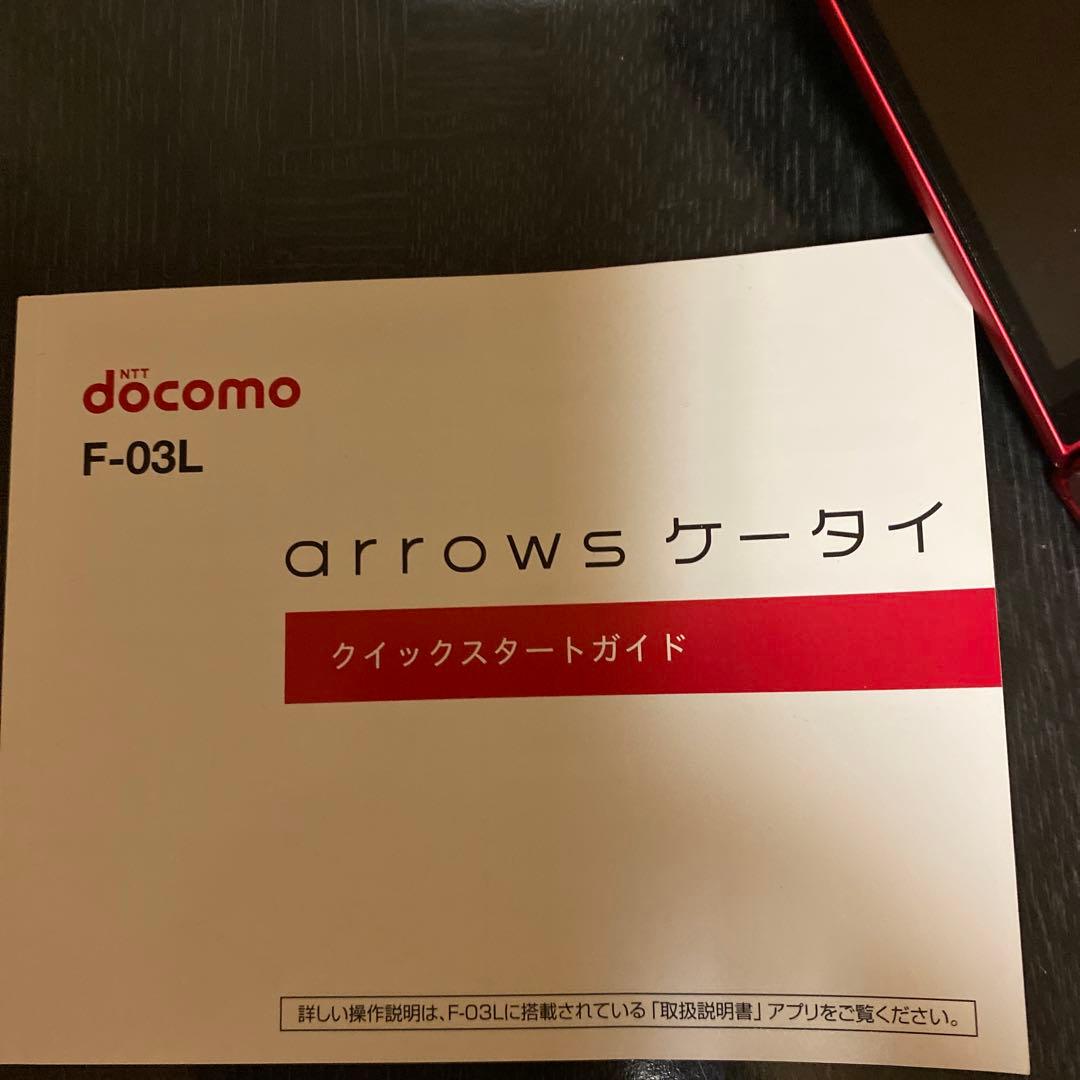 NTT
docomo
F-03L
arrows ケータイ
クイックスタートガイド
詳しい操作説明は、F-03Lに搭載されている「取扱説明書」アプリをご覧ください。